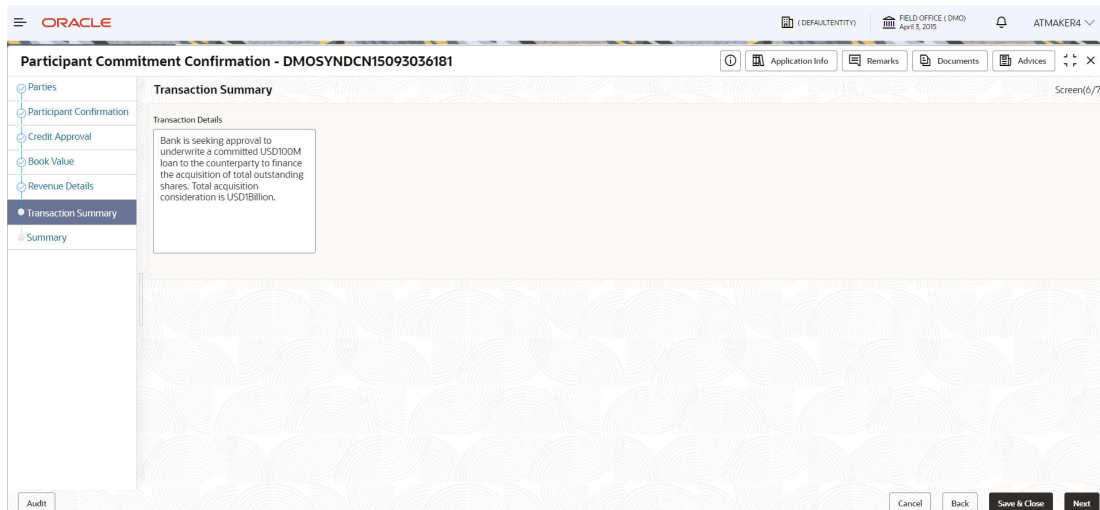 ORACLE
( DEFAULTENTITY)
FIELD OFFICE ( DMO)
April 3, 2015
ATMAKER4
Participant Commitment Confirmation - DMOSYNDCN15093036181
Application Info
Remarks
Documents
Advices
Parties
Participant Confirmation
Credit Approval
Book Value
Revenue Details
Transaction Summary
Summary
Transaction Summary
Screen(6/7
Transaction Details
Bank is seeking approval to
underwrite a committed USD100M
loan to the counterparty to finance
the acquisition of total outstanding
shares. Total acquisition
consideration is USD1Billion.
Audit
Cancel
Back
Save & Close
Next